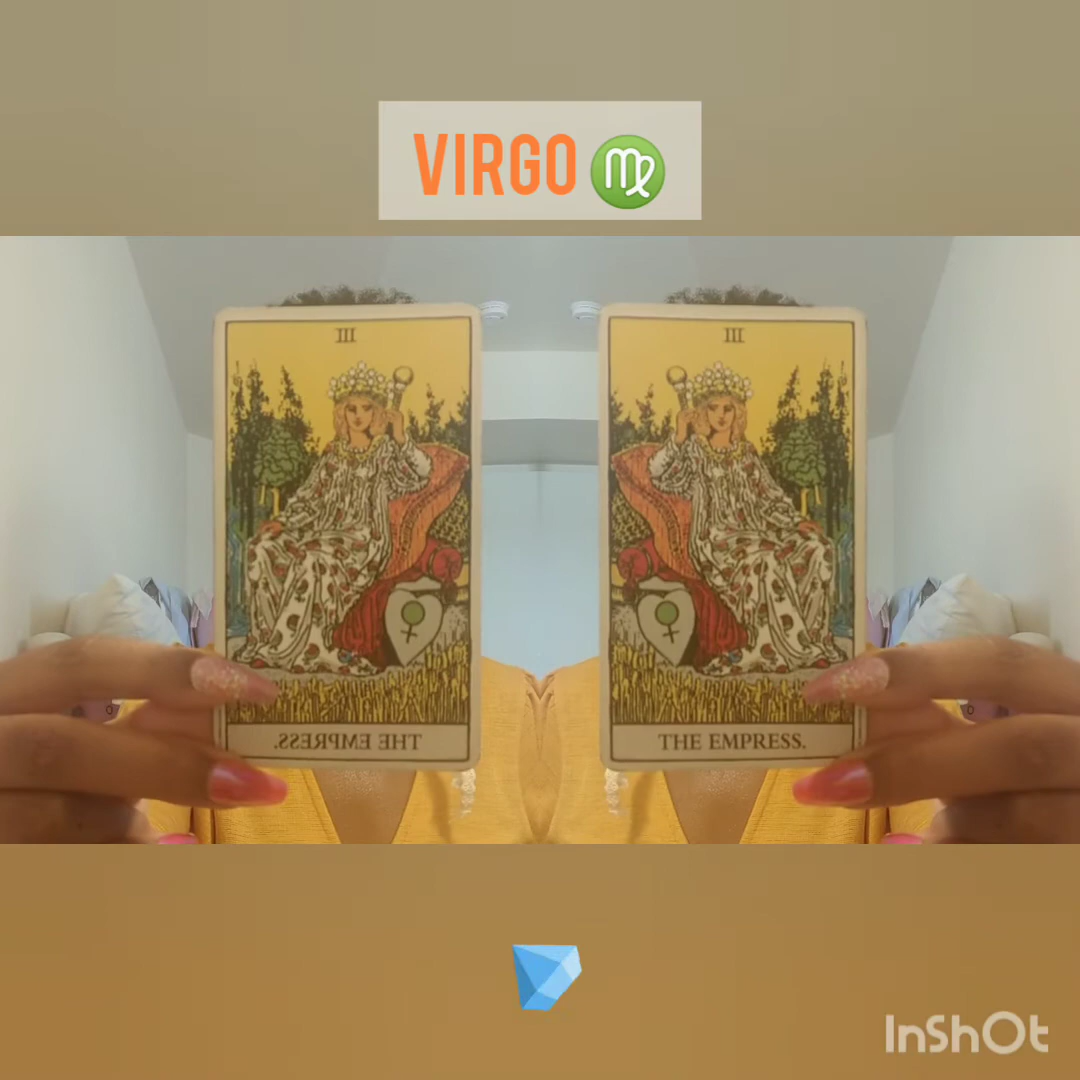 VIRGO ♍
III III
THE EMPRESS. THE EMPRESS.
InShOt